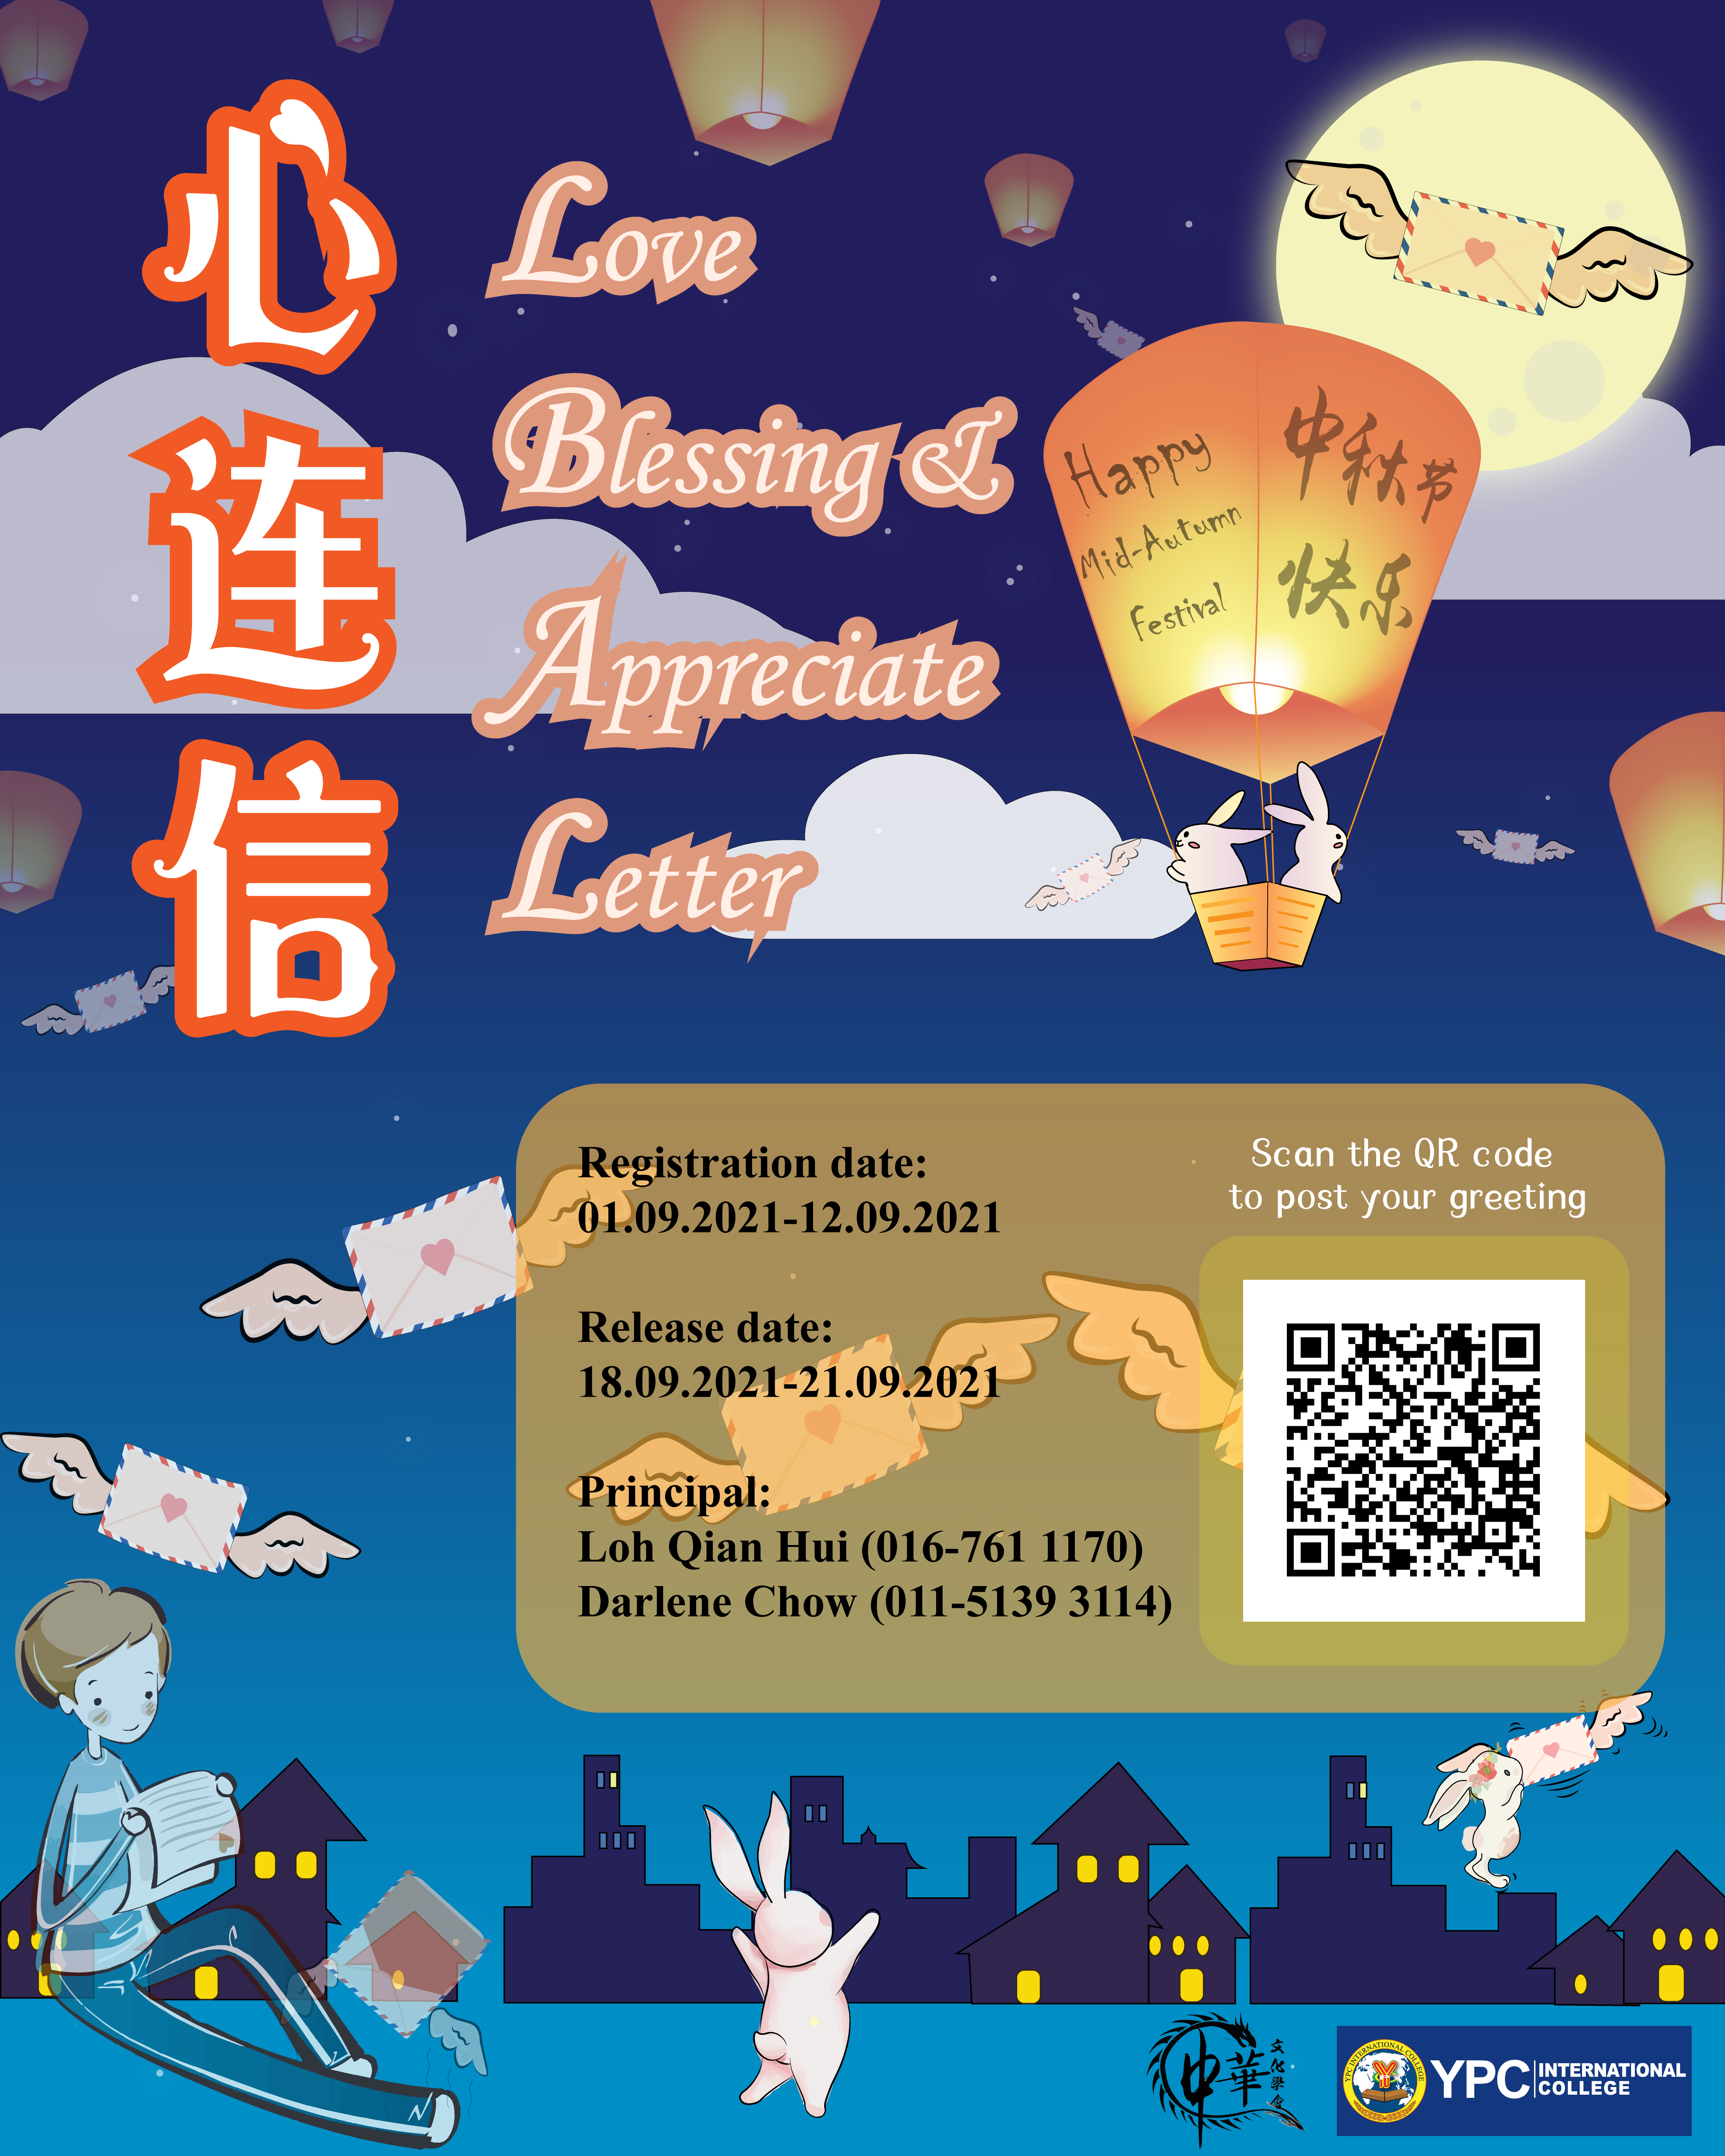 心
连
信
Love
Blessing &
Appreciate
Letter
Happy
Mid-Autumn
Festival
中秋节
快乐
Registration date:
01.09.2021-12.09.2021
Release date:
18.09.2021-21.09.2021
Principal:
Loh Qian Hui (016-761 1170)
Darlene Chow (011-5139 3114)
Scan the QR code
to post your greeting
中華
文化學會
YPC INTERNATIONAL COLLEGE
YPC
INTERNATIONAL
COLLEGE